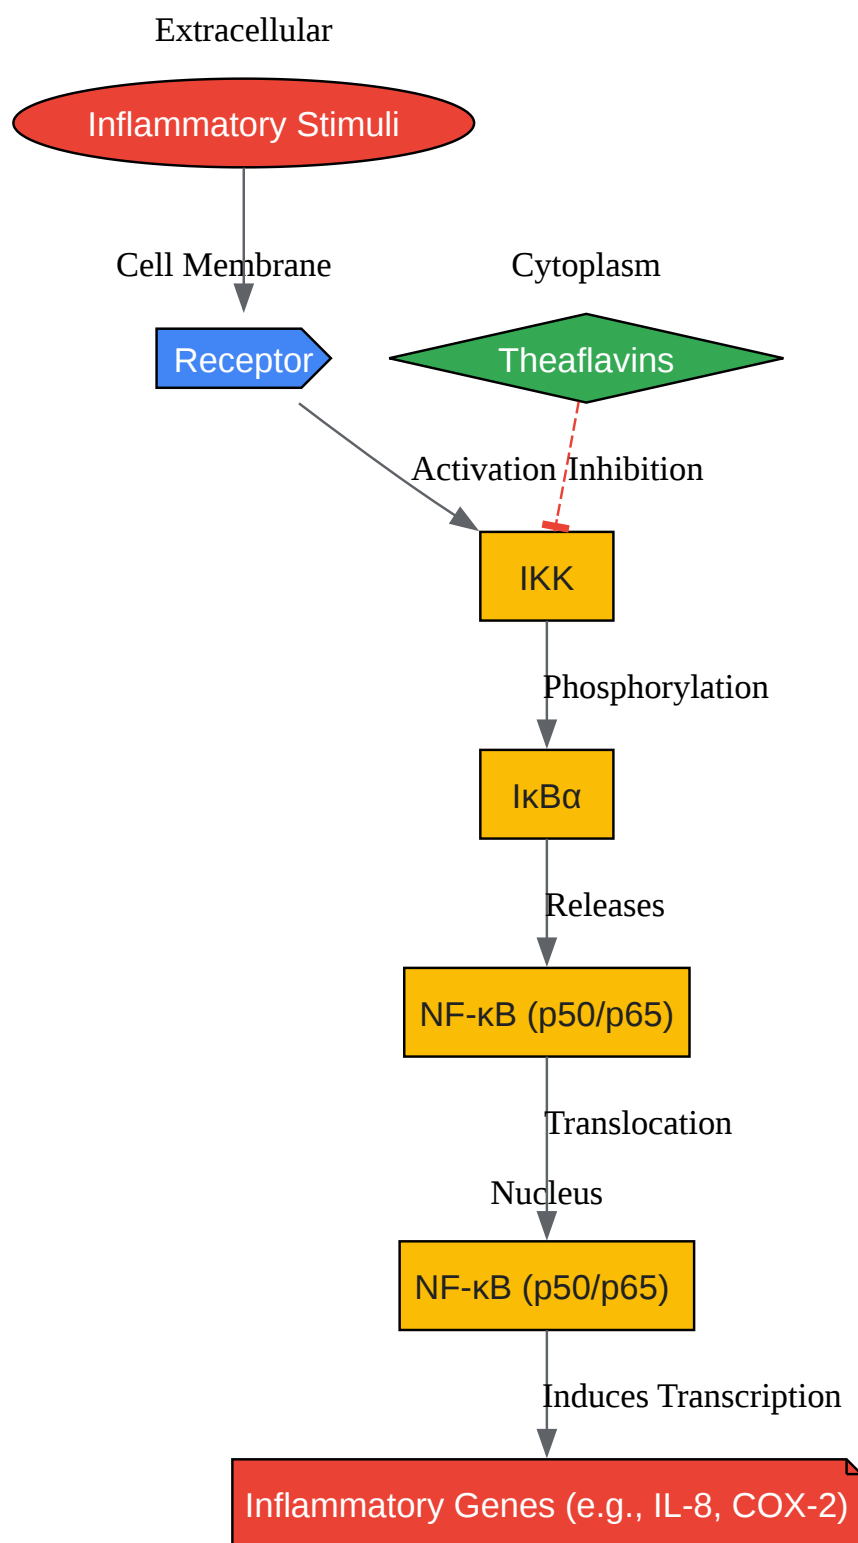 Extracellular
Inflammatory Stimuli
Cell Membrane
Cytoplasm
Receptor
Theaflavins
Activation
Inhibition
IKK
Phosphorylation
IκBα
Releases
NF-κB (p50/p65)
Translocation
Nucleus
NF-κB (p50/p65)
Induces Transcription
Inflammatory Genes (e.g., IL-8, COX-2)